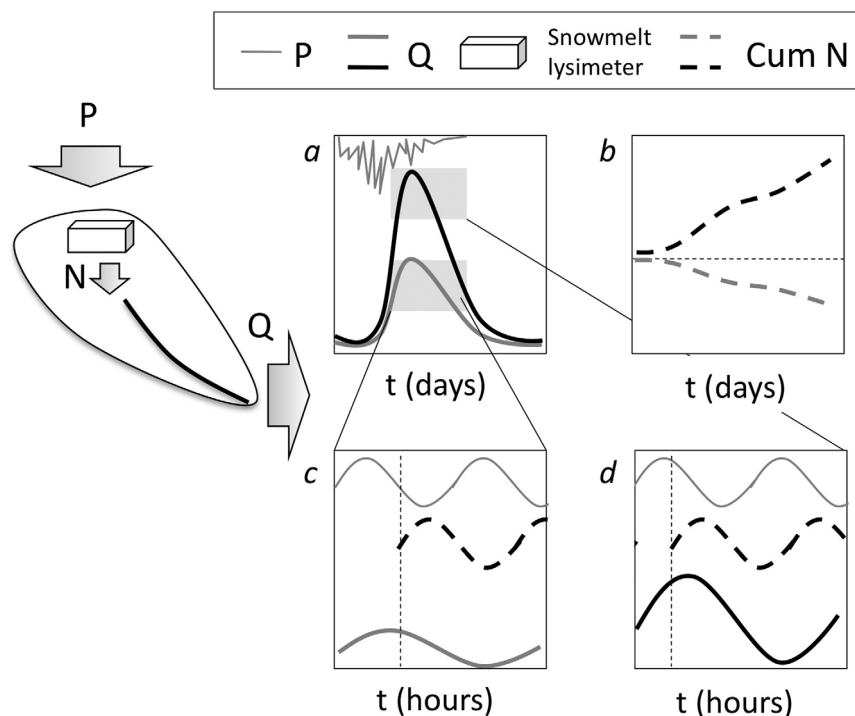 P
Q
Snowmelt
lysimeter
Cum N
P
a
b
N
Q
t (days)
t (days)
c
d
t (hours)
t (hours)